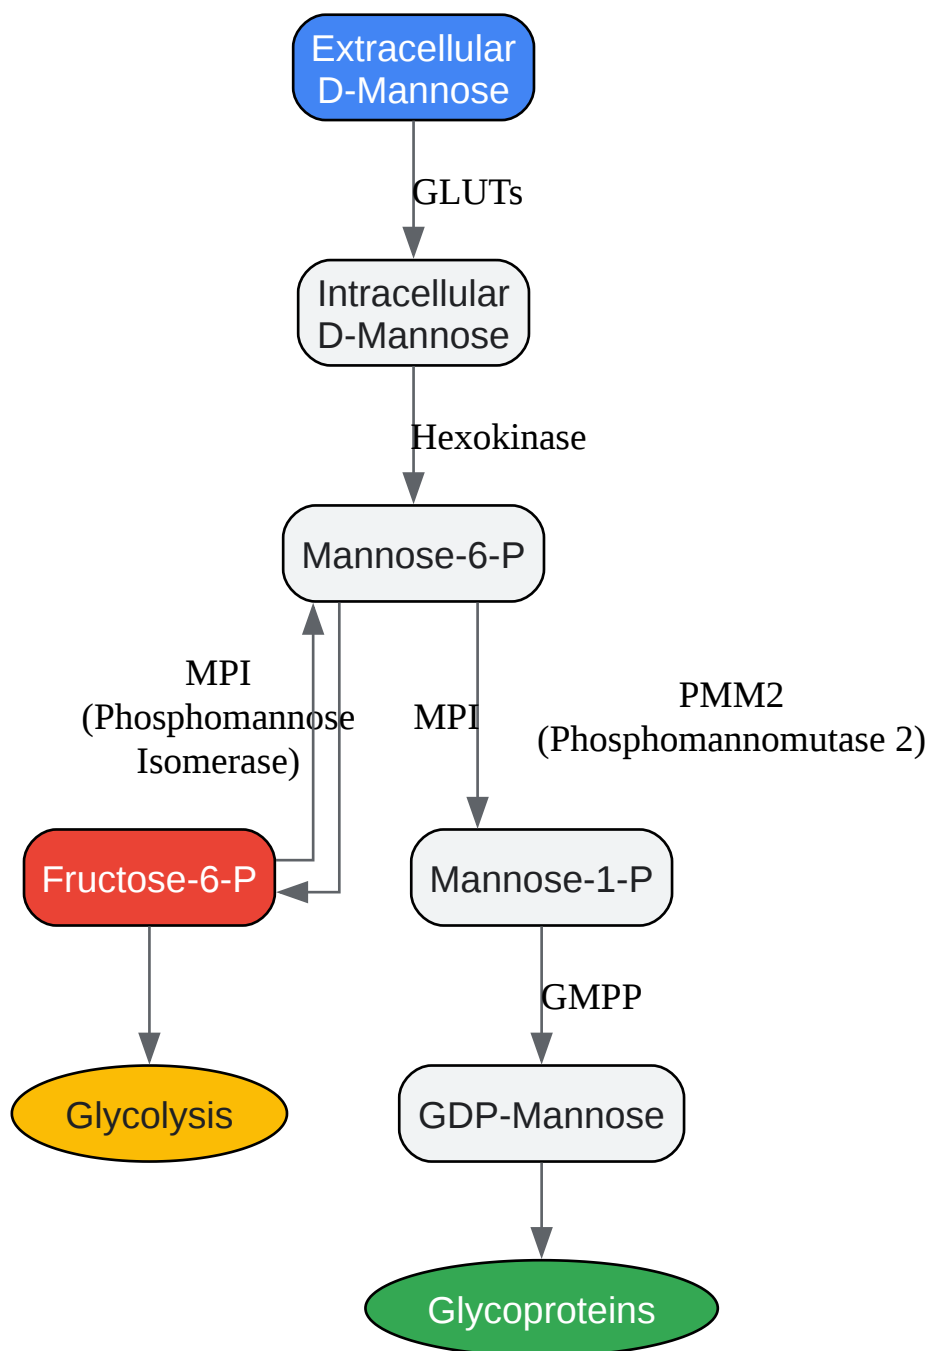 Extracellular
D-Mannose
GLUTs
Intracellular
D-Mannose
Hexokinase
Mannose-6-P
MPI
(Phosphomannose
Isomerase)
MPI
PMM2
(Phosphomannomutase 2)
Fructose-6-P
Mannose-1-P
GMPP
Glycolysis
GDP-Mannose
Glycoproteins